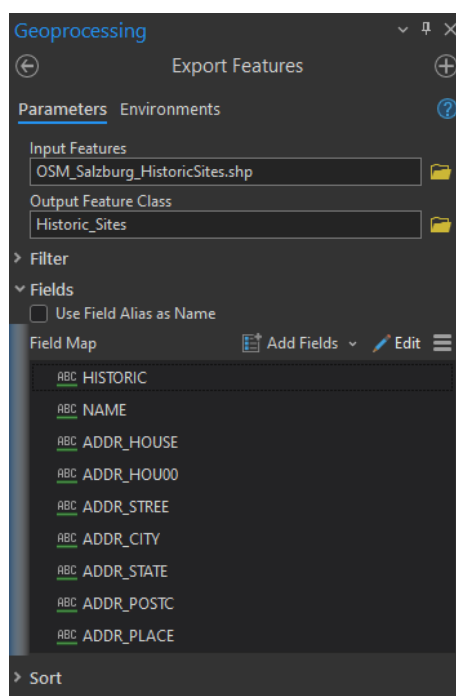 Geoprocessing
Export Features
Parameters Environments
Input Features
OSM_Salzburg_HistoricSites.shp
Output Feature Class
Historic_Sites
Filter
Fields
Use Field Alias as Name
Field Map Add Fields Edit
ABC HISTORIC
ABC NAME
ABC ADDR_HOUSE
ABC ADDR_HOU00
ABC ADDR_STREE
ABC ADDR_CITY
ABC ADDR_STATE
ABC ADDR_POSTC
ABC ADDR_PLACE
Sort